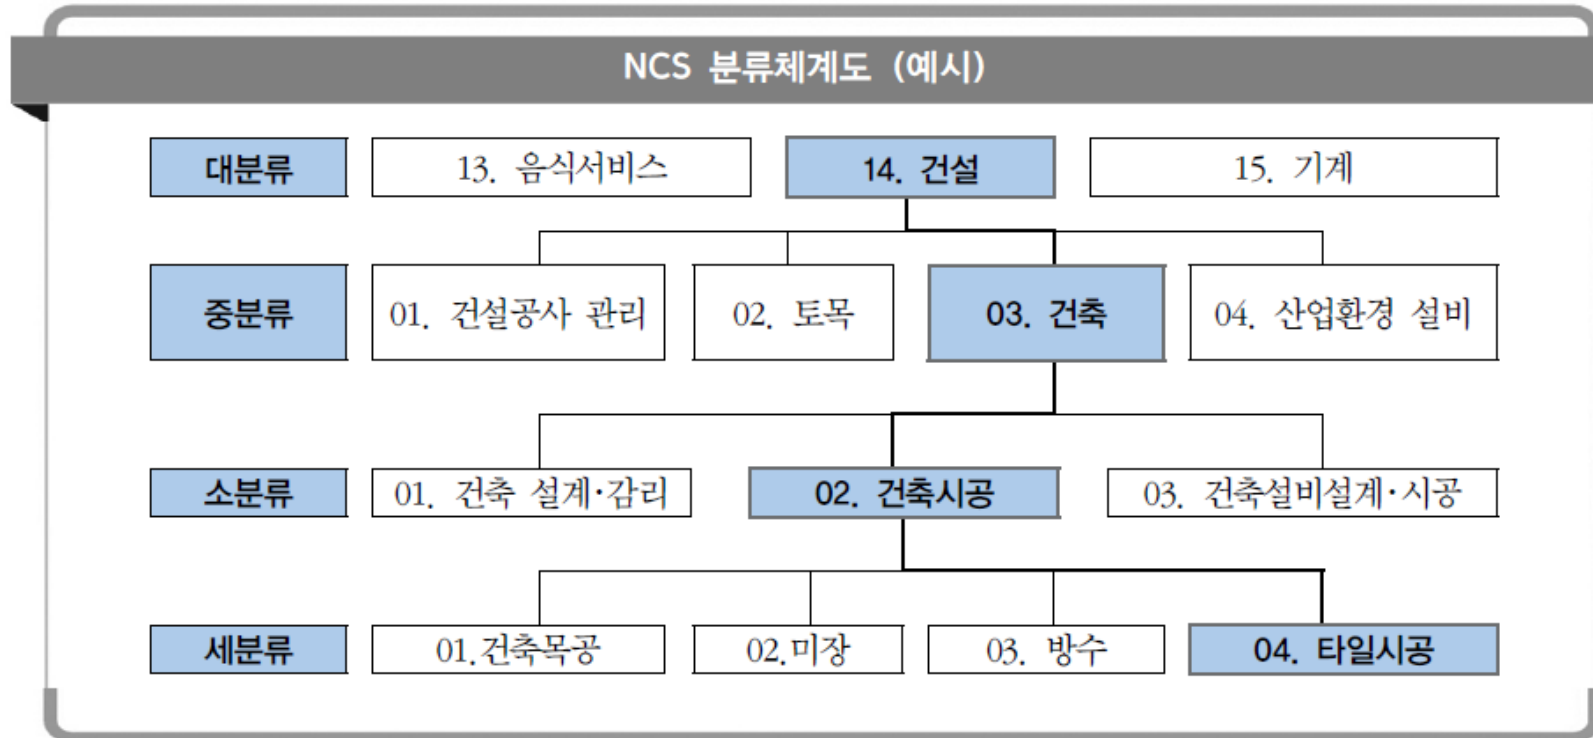 NCS 분류체계도 (예시)
대분류 13. 음식서비스 14. 건설 15. 기계
중분류 01. 건설공사 관리 02. 토목 03. 건축 04. 산업환경 설비
소분류 01. 건축 설계·감리 02. 건축시공 03. 건축설비설계·시공
세분류 01.건축목공 02.미장 03. 방수 04. 타일시공